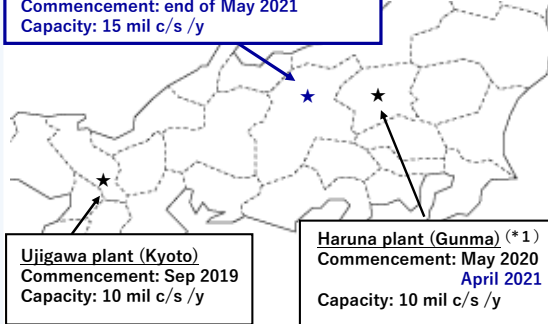 Commencement: end of May 2021
Capacity: 15 mil c/s /y
Ujigawa plant (Kyoto)
Commencement: Sep 2019
Capacity: 10 mil c/s /y
Haruna plant (Gunma) (*1)
Commencement: May 2020
April 2021
Capacity: 10 mil c/s /y